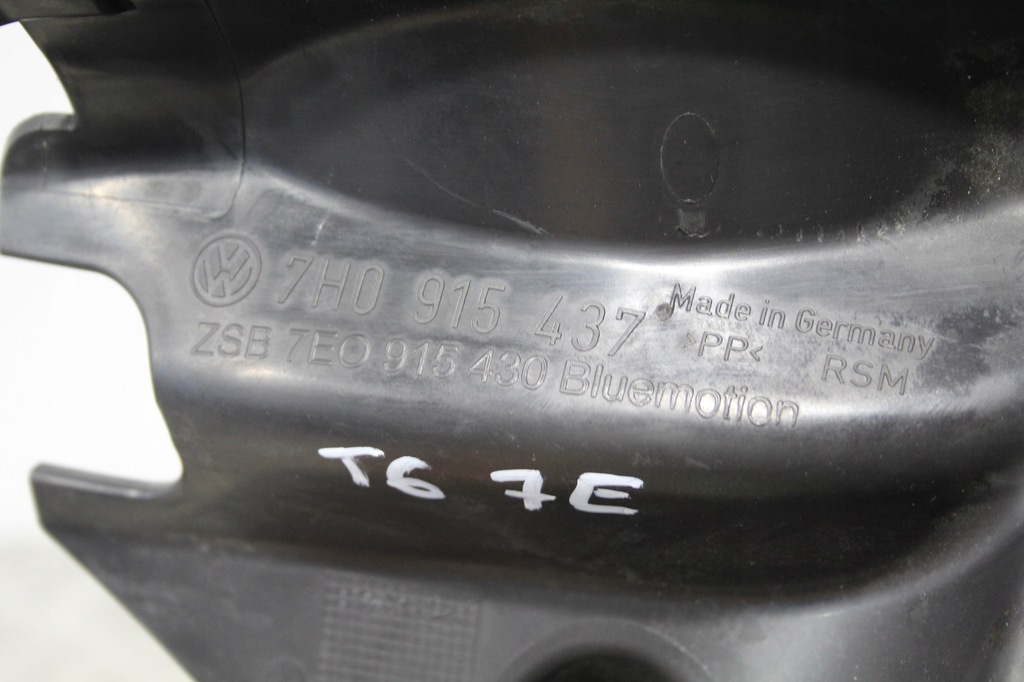 7H0 915 437
Made in Germany
>PP< RSM
ZSB 7E0 915 430 Bluemotion
T6 7E